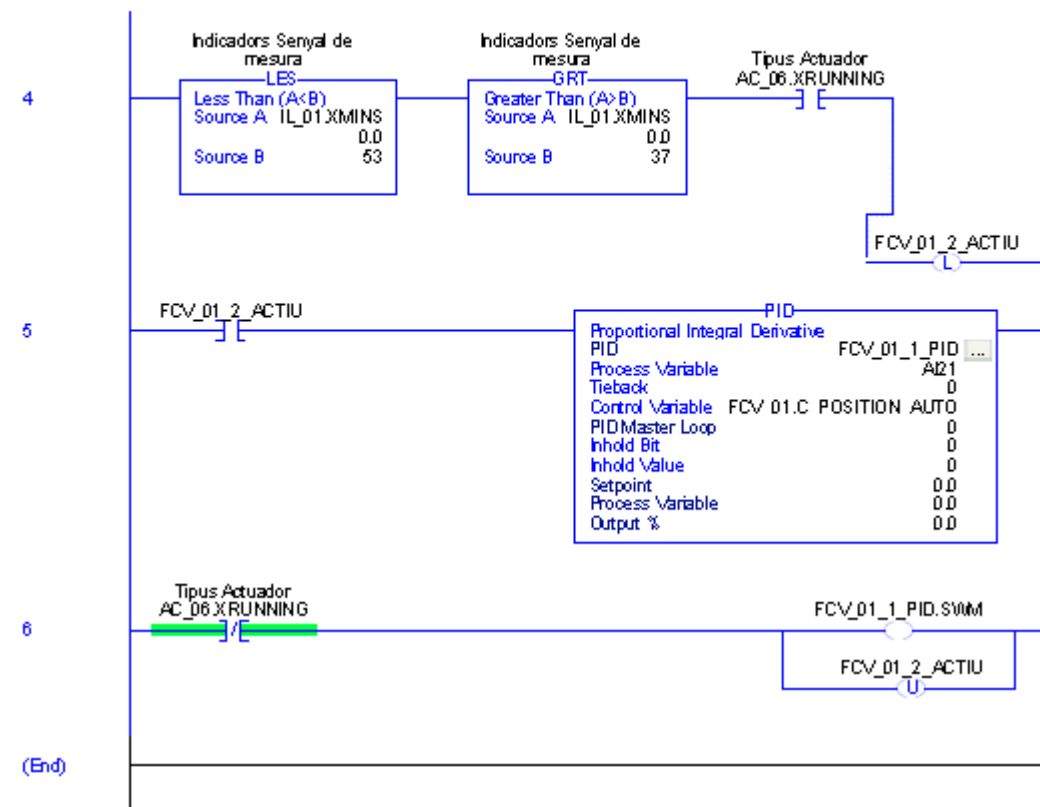 Indicadors Senyal de
mesura
LES
Less Than (A<B)
Source A IL_01.XMINS
0.0
Source B 53
Indicadors Senyal de
mesura
GRT
Greater Than (A>B)
Source A IL_01.XMINS
0.0
Source B 37
Tipus Actuador
AC_06.XRUNNING
4
FCV_01_2_ACTIU
L
FCV_01_2_ACTIU
5
PID
Proportional Integral Derivative
PID FCV_01_1_PID ...
Process Variable AI21
Tieback 0
Control Variable FCV_01.C_POSITION_AUTO
PID Master Loop 0
Inhold Bit 0
Inhold Value 0
Setpoint 0.0
Process Variable 0.0
Output % 0.0
Tipus Actuador
AC_06.XRUNNING
6
FCV_01_1_PID.SWM
FCV_01_2_ACTIU
U
(End)